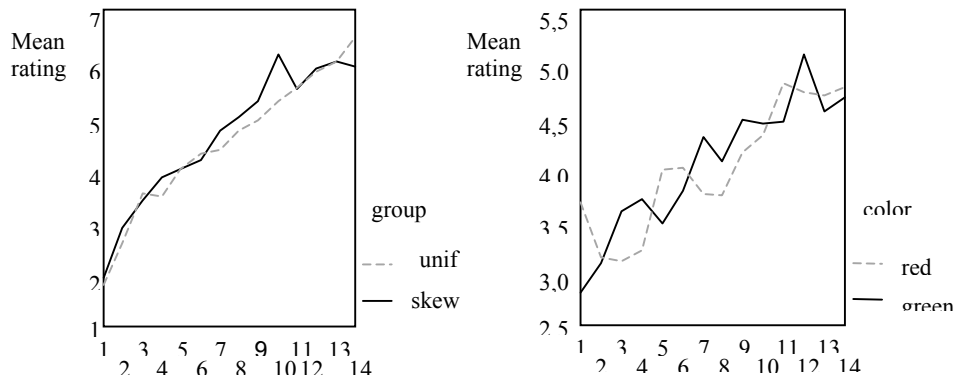 7
Mean
rating
6
5
4
3
2
1
group
unif
skew
1 3 5 7 9 11 13
2 4 6 8 10 12 14
5,5
Mean
rating
5.0
4,5
4.0
3.5
3,0
2.5
color
red
green
1 3 5 7 9 11 13
2 4 6 8 10 12 14